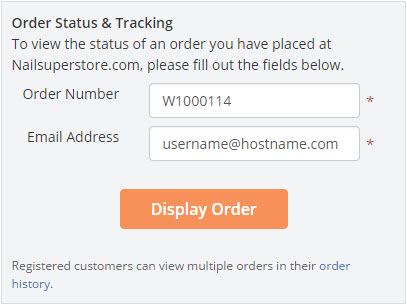 Order Status & Tracking
To view the status of an order you have placed at
Nailsuperstore.com, please fill out the fields below.
Order Number W1000114 *
Email Address username@hostname.com *
Display Order
Registered customers can view multiple orders in their order
history.